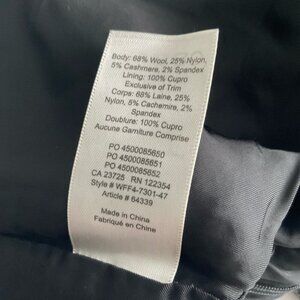 Body: 68% Wool, 25% Nylon,
5% Cashmere, 2% Spandex
Lining: 100% Cupro
Exclusive of Trim
Corps: 68% Laine, 25%
Nylon, 5% Cachemire, 2%
Spandex
Doublure: 100% Cupro
Aucune Garniture Comprise
PO 4500085650
PO 4500085651
PO 4500085652
CA 23725 RN 122354
Style # WFF4-7301-47
Article # 64339
Made in China
Fabriqué en Chine